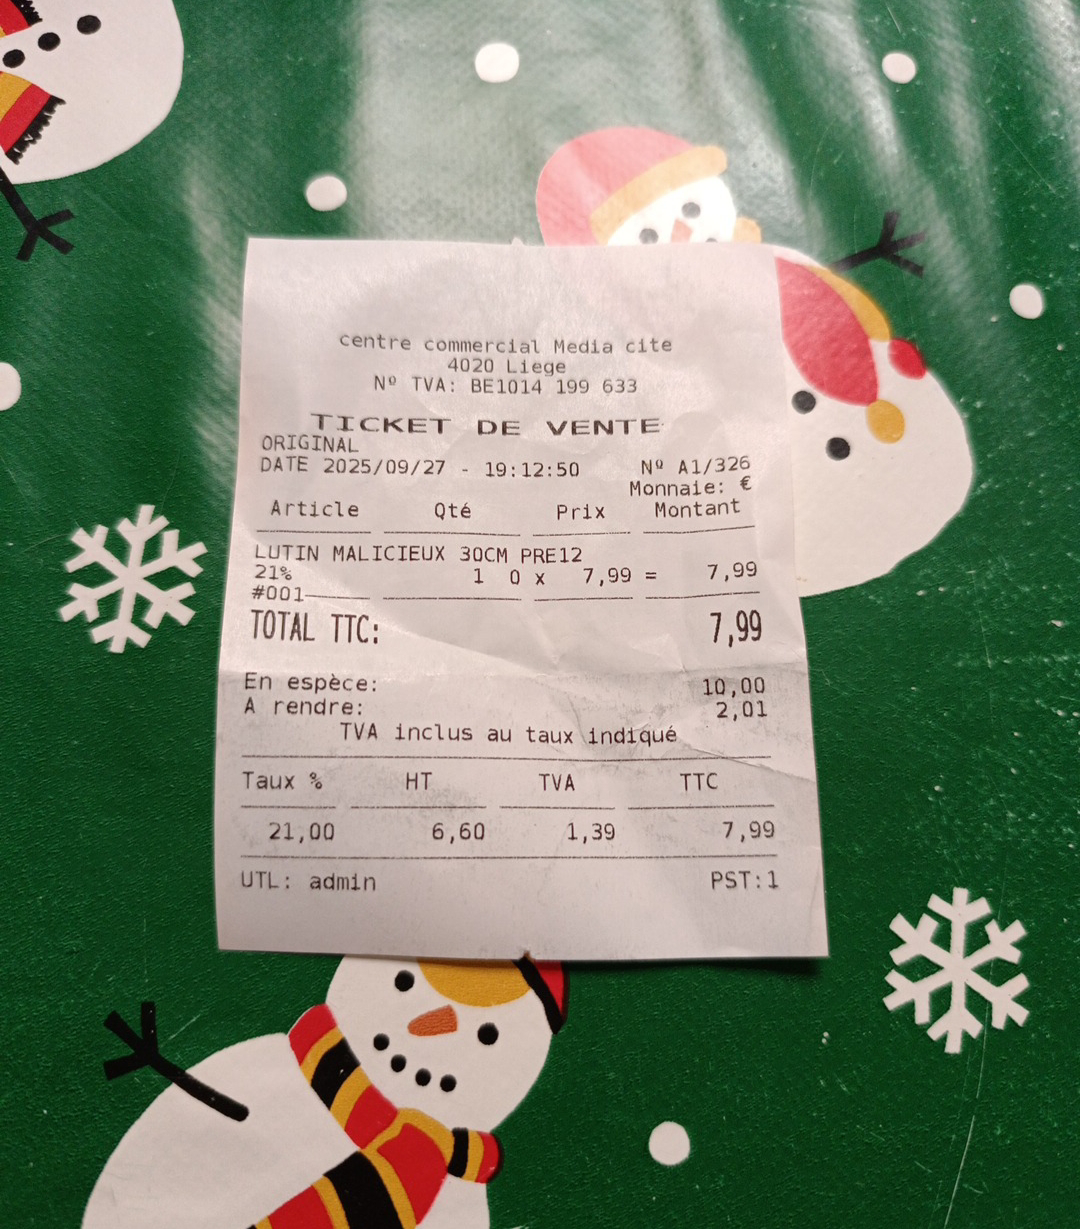 centre commercial Media cite
4020 Liege
Nº TVA: BE1014 199 633
TICKET DE VENTE
ORIGINAL
DATE 2025/09/27 - 19:12:50 Nº A1/326
Monnaie: €
Article Qté Prix Montant
LUTIN MALICIEUX 30CM PRE12
21% 1 0 x 7,99 = 7,99
#001
TOTAL TTC: 7,99
En espèce: 10,00
A rendre: 2,01
TVA inclus au taux indiqué
Taux % HT TVA TTC
21,00 6,60 1,39 7,99
UTL: admin PST:1